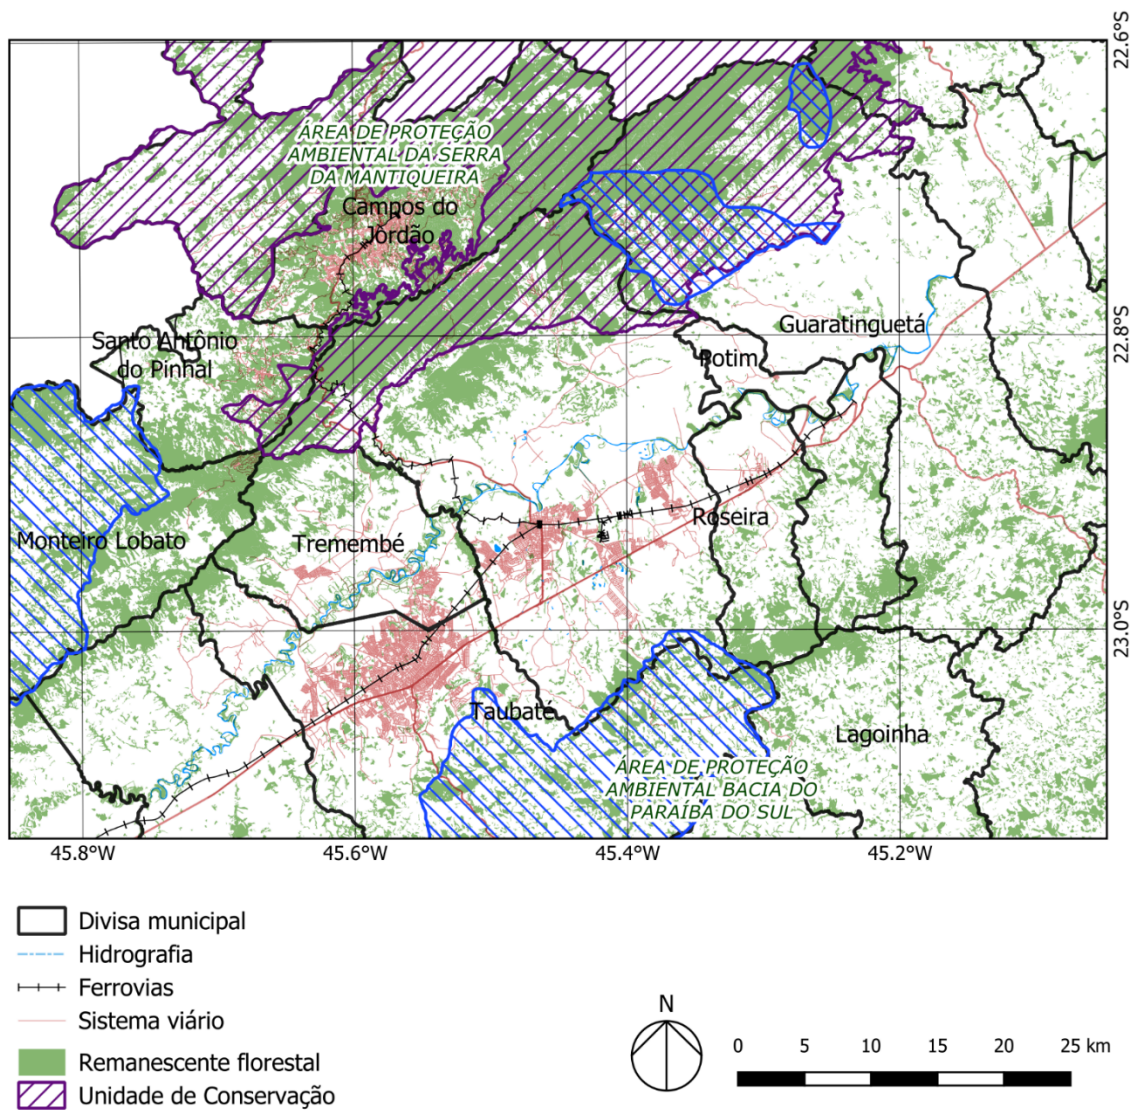 22.6°S
ÁREA DE PROTEÇÃO
AMBIENTAL DA SERRA
DA MANTIQUEIRA
Campos do
Jordão
Guaratinguetá
22.8°S
Santo Antônio
do Pinhal
Potim
Monteiro Lobato
Tremembé
Roseira
23.0°S
Taubaté
Lagoinha
ÁREA DE PROTEÇÃO
AMBIENTAL BACIA DO
PARAÍBA DO SUL
45.8°W
45.6°W
45.4°W
45.2°W
Divisa municipal
Hidrografia
Ferrovias
Sistema viário
Remanescente florestal
Unidade de Conservação
N
0 5 10 15 20 25 km